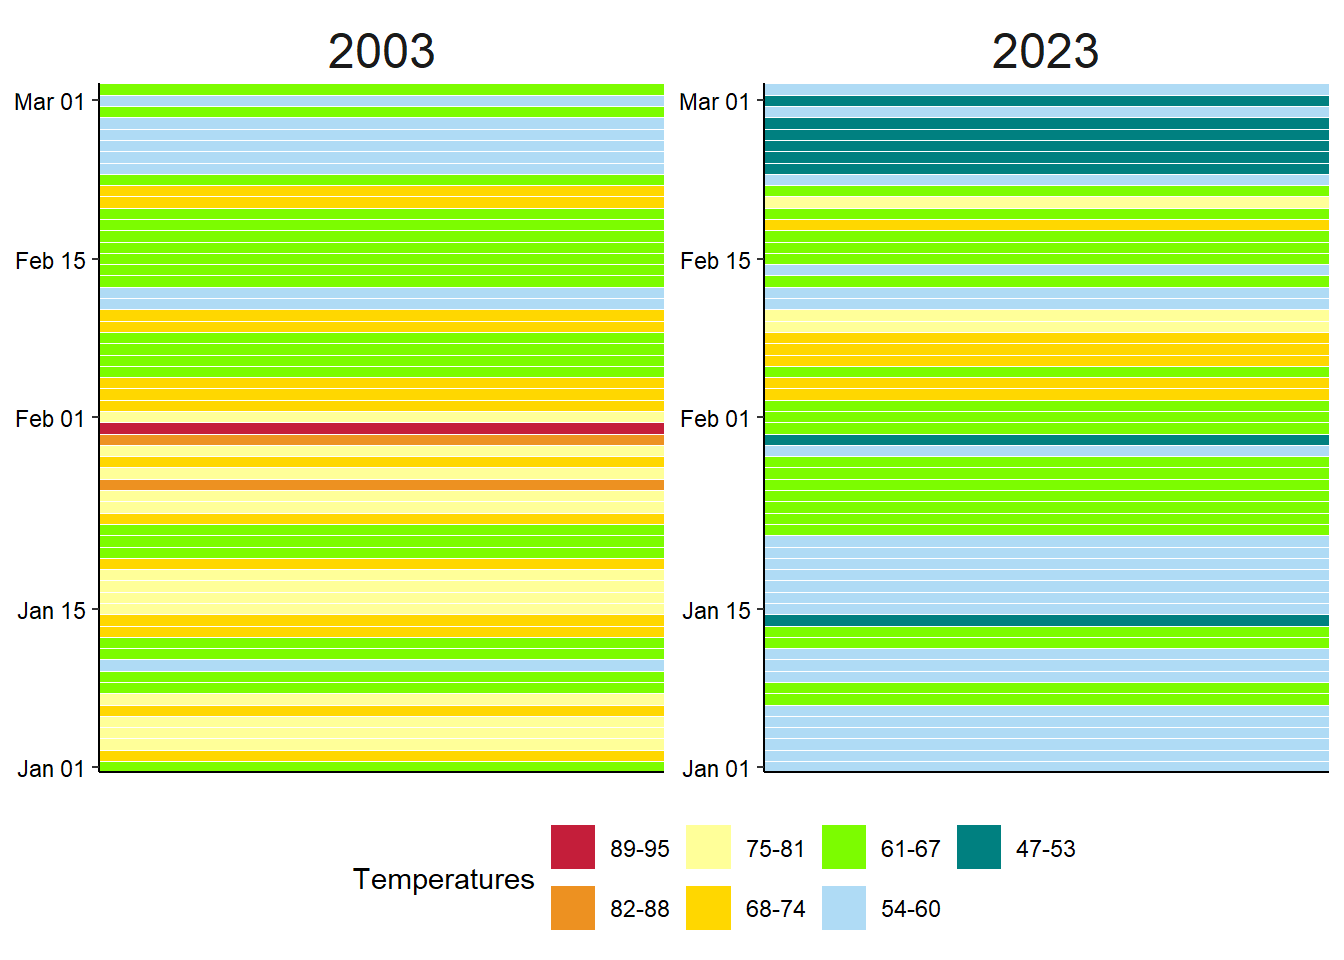 2003
2023
Mar 01
Feb 15
Feb 01
Jan 15
Jan 01
Mar 01
Feb 15
Feb 01
Jan 15
Jan 01
Temperatures
89-95
75-81
61-67
47-53
82-88
68-74
54-60